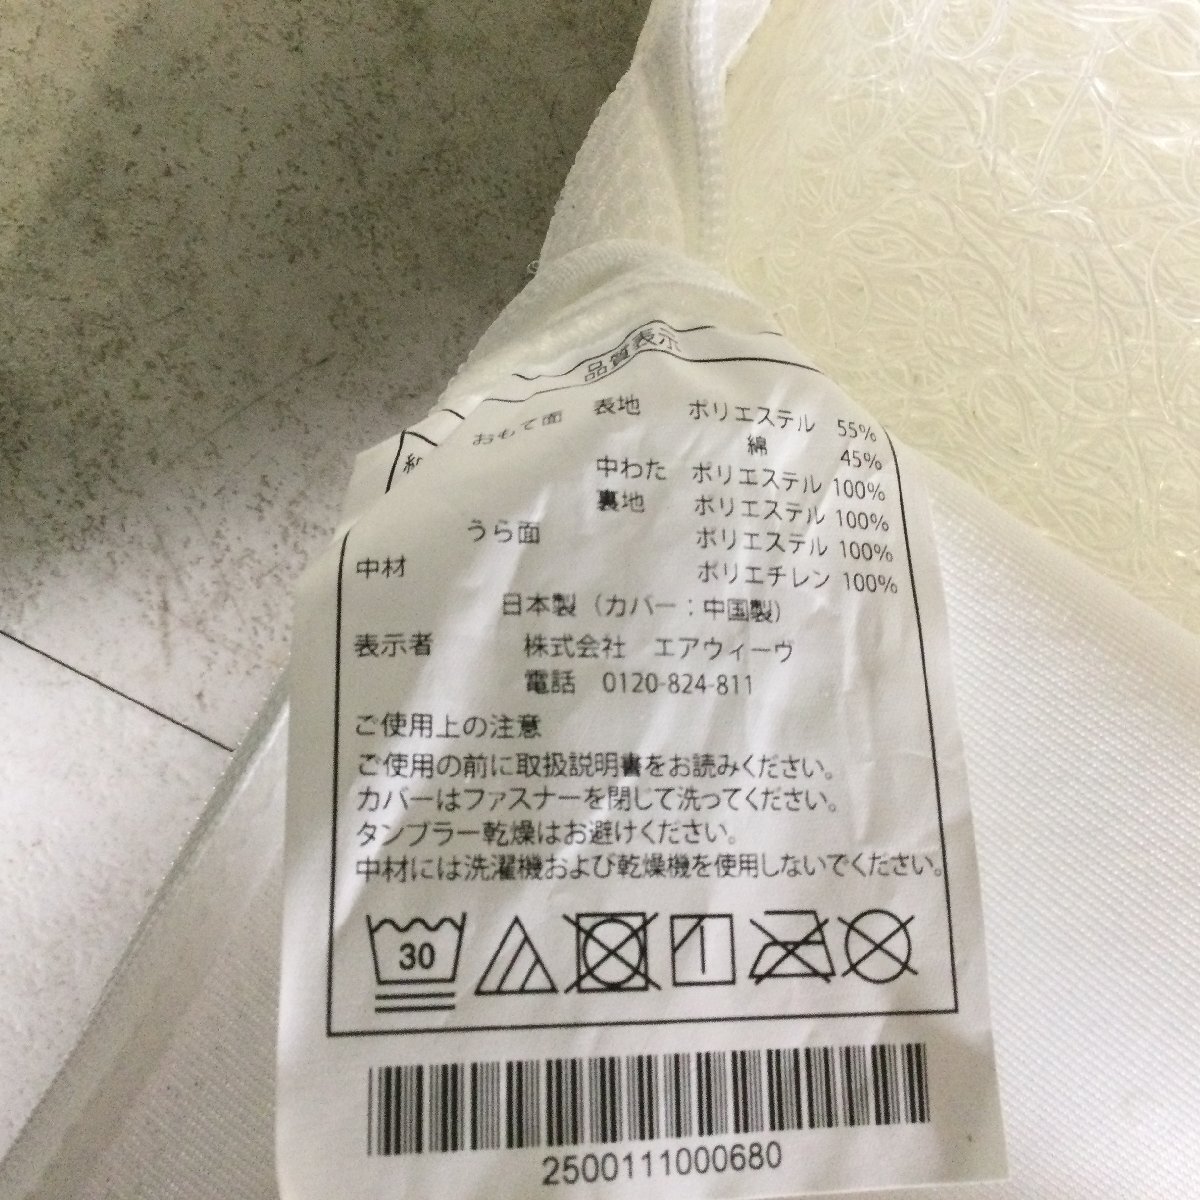 品質表示
おもて面 表地 ポリエステル 55%
綿 45%
中わた ポリエステル 100%
裏地 ポリエステル 100%
うら面 ポリエステル 100%
中材 ポリエチレン 100%
日本製（カバー：中国製）
表示者 株式会社 エアウィーヴ
電話 0120-824-811
ご使用上の注意
ご使用の前に取扱説明書をお読みください。
カバーはファスナーを閉じて洗ってください。
タンブラー乾燥はお避けください。
中材には洗濯機および乾燥機を使用しないでください。
30
2500111000680